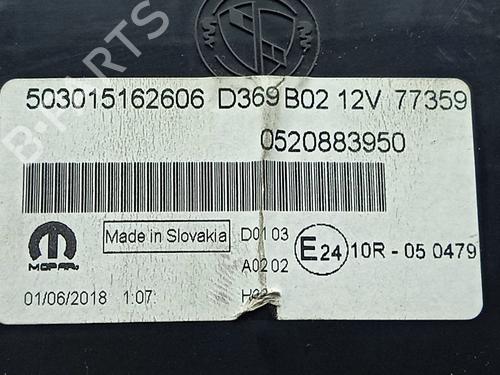 B-PARTS
503015162606 D369 B02 12V 77359
0520883950
Made in Slovakia
D01 03
E24
10R - 05 0479
A02 02
MOPAR
01/06/2018 1:07